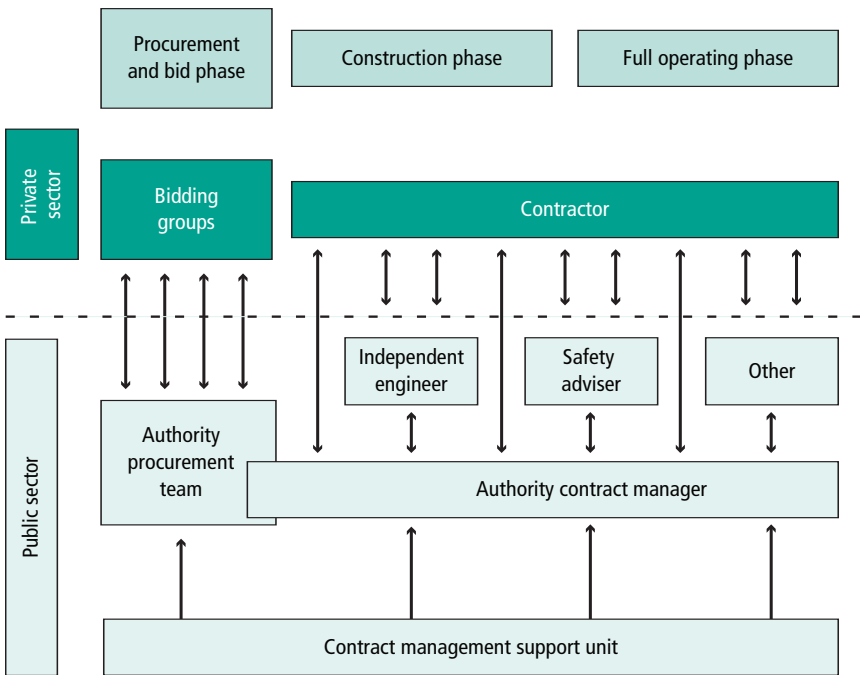 Procurement
and bid phase
Construction phase
Full operating phase
Private
sector
Bidding
groups
Contractor
Independent
engineer
Safety
adviser
Other
Public sector
Authority
procurement
team
Authority contract manager
Contract management support unit